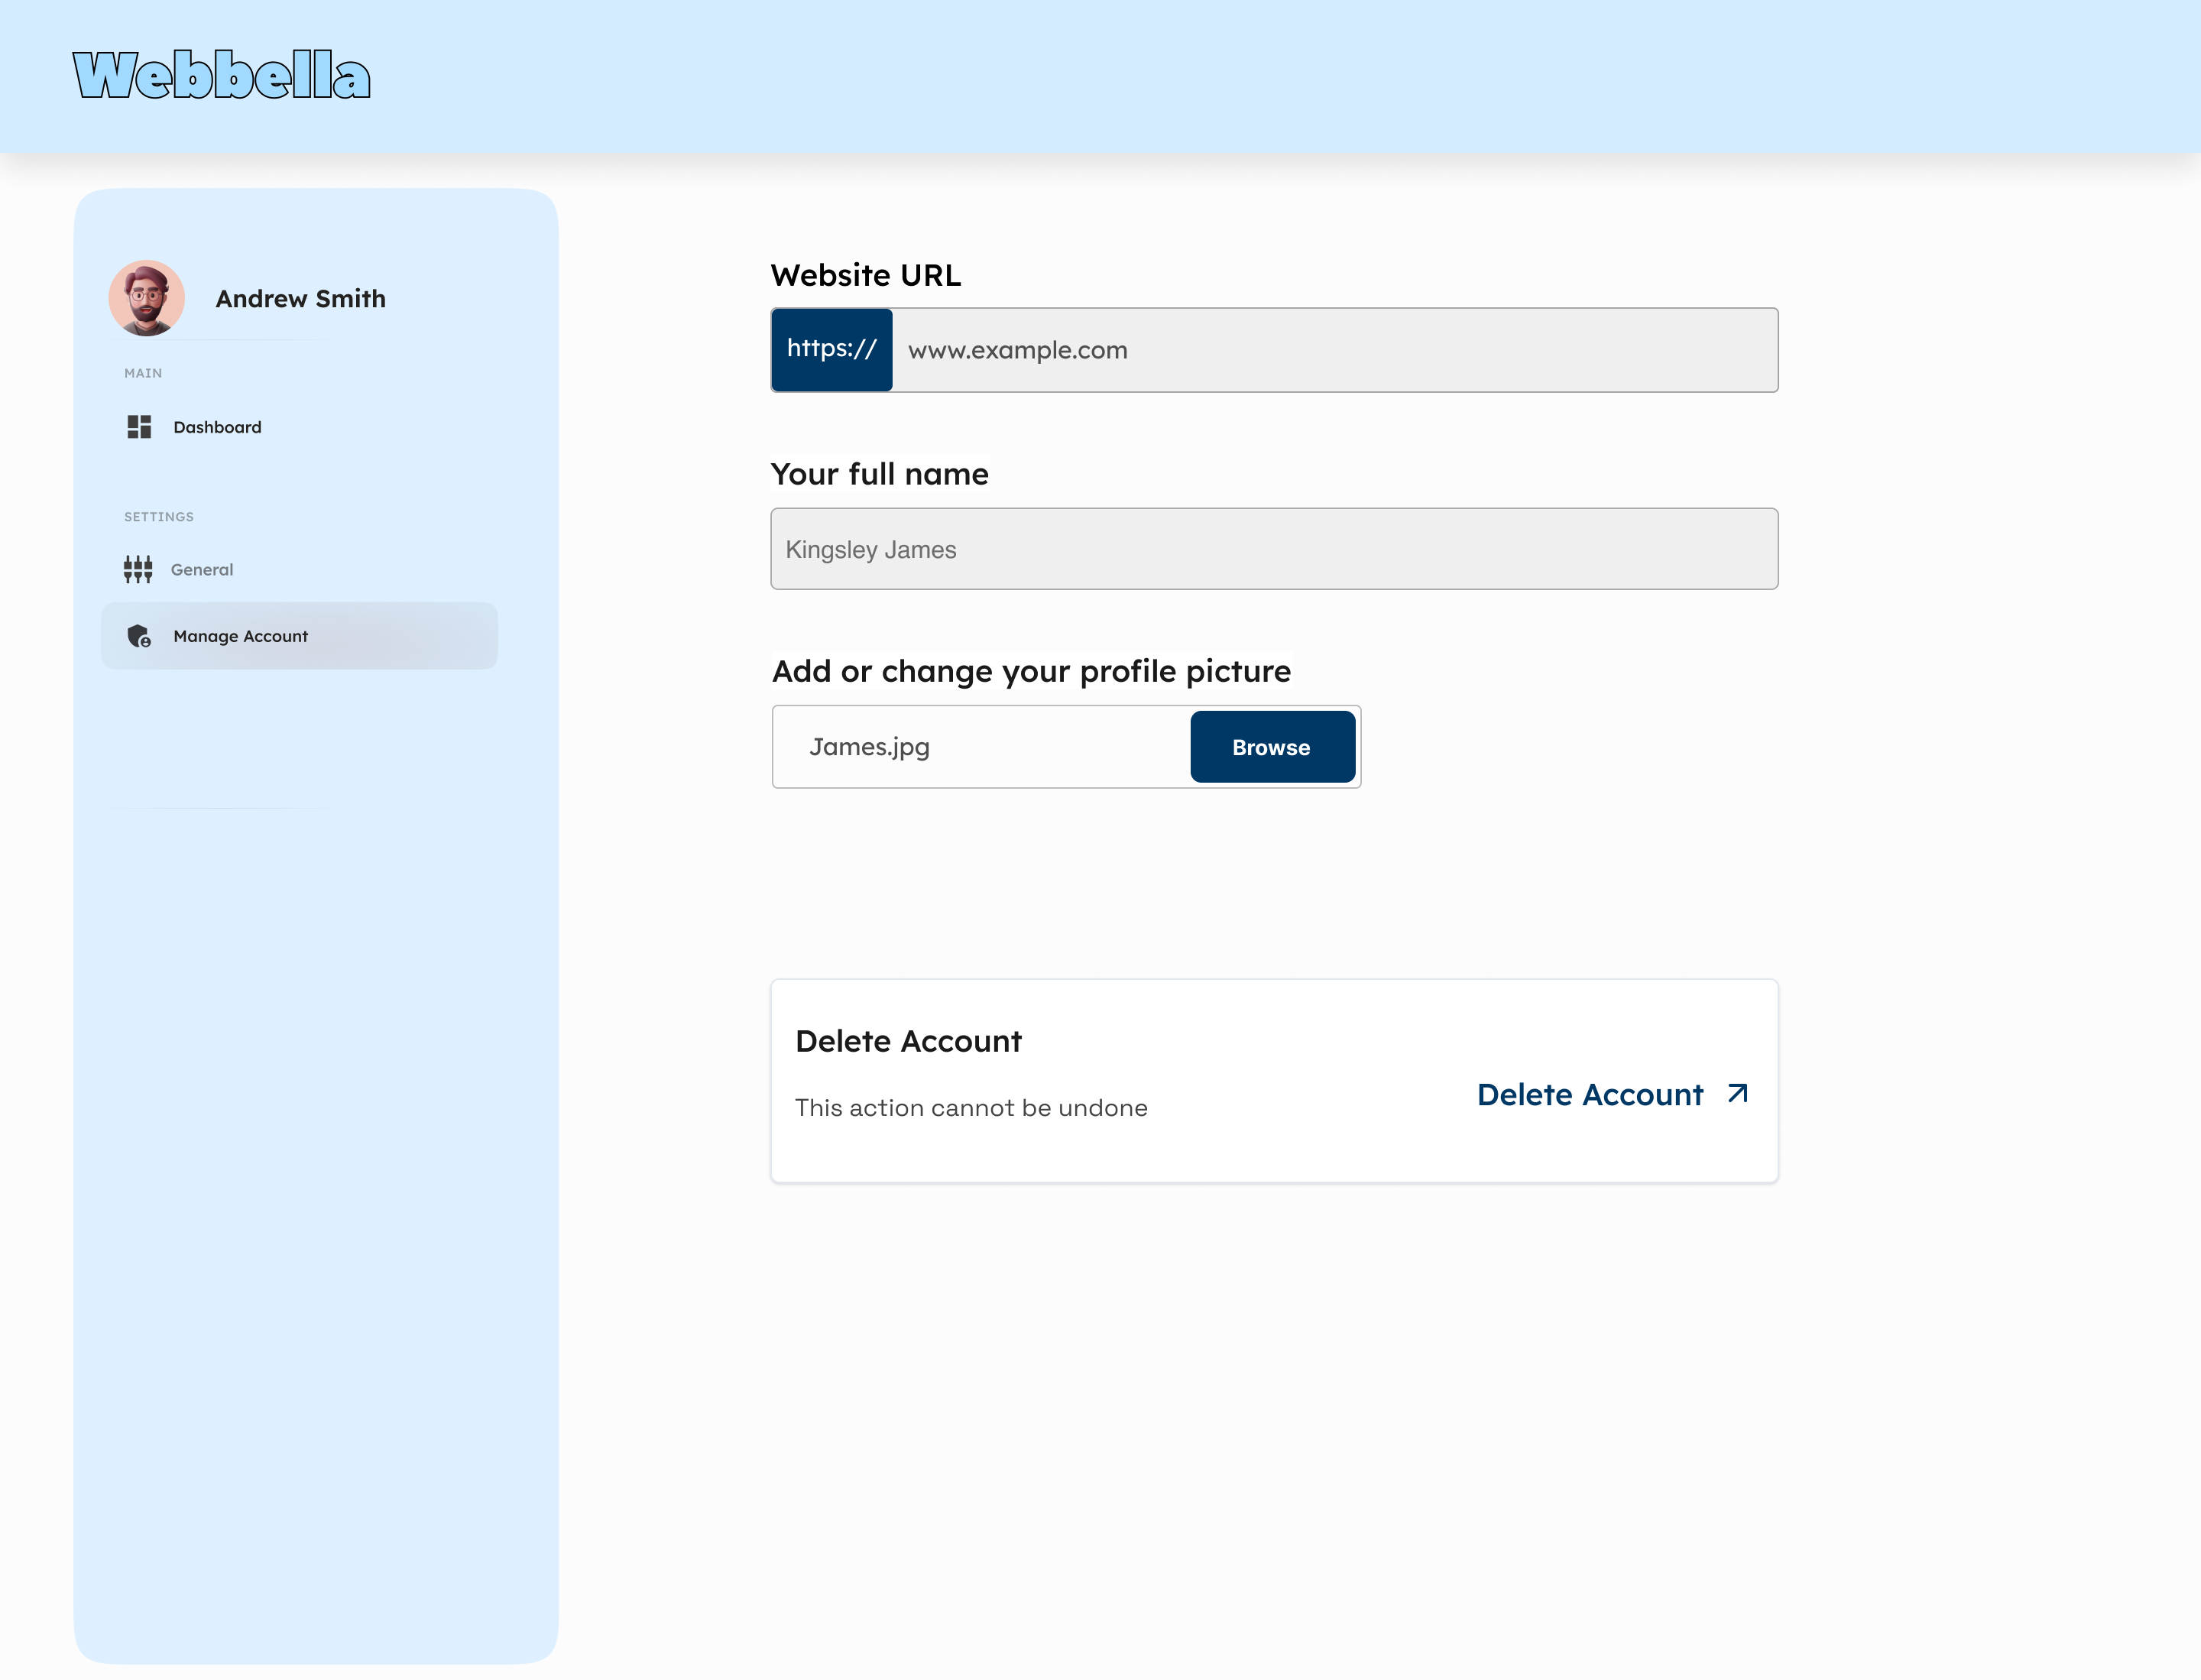 Webbella
Andrew Smith
MAIN
Dashboard
SETTINGS
General
Manage Account
Website URL
https:// www.example.com
Your full name
Kingsley James
Add or change your profile picture
James.jpg Browse
Delete Account
This action cannot be undone
Delete Account